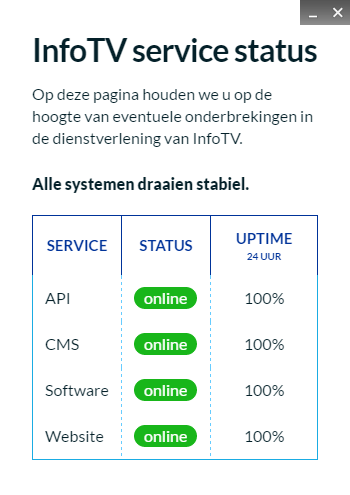 InfoTV service status
Op deze pagina houden we u op de
hoogte van eventuele onderbrekingen in
de dienstverlening van InfoTV.
Alle systemen draaien stabiel.
SERVICE STATUS UPTIME
24 UUR
API online 100%
CMS online 100%
Software online 100%
Website online 100%